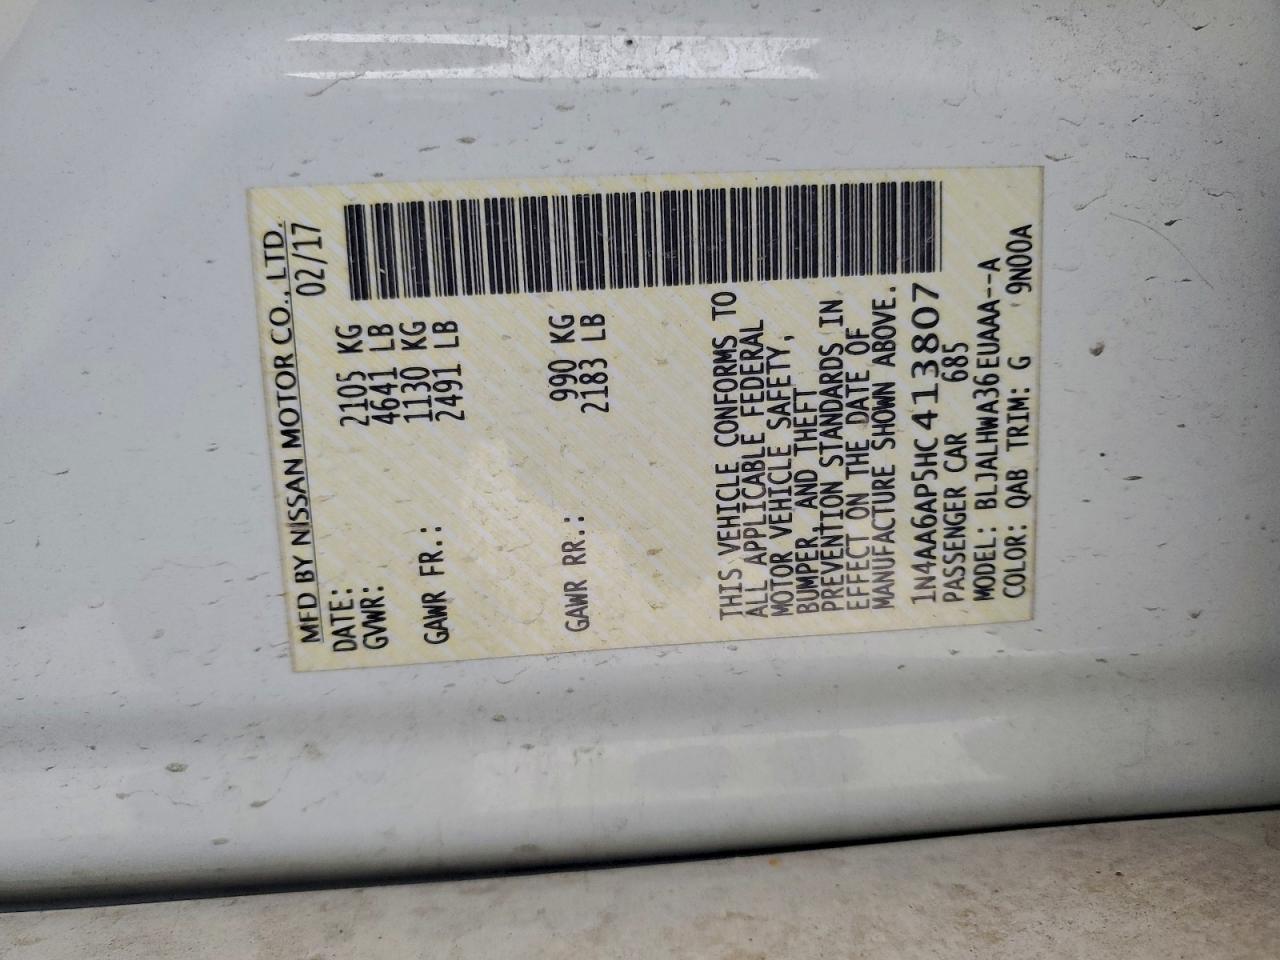 MFD BY NISSAN MOTOR CO., LTD.
DATE: 02/17
GVWR: 2105 KG
4641 LB
GAWR FR.: 1130 KG
2491 LB
GAWR RR.: 990 KG
2183 LB
THIS VEHICLE CONFORMS TO
ALL APPLICABLE FEDERAL
MOTOR VEHICLE SAFETY,
BUMPER, AND THEFT
PREVENTION STANDARDS IN
EFFECT ON THE DATE OF
MANUFACTURE SHOWN ABOVE.
1N4AA6AP5HC413807
PASSENGER CAR 685
MODEL: BLJALHWA36EUAAA--A
COLOR: QAB TRIM: G 9N00A